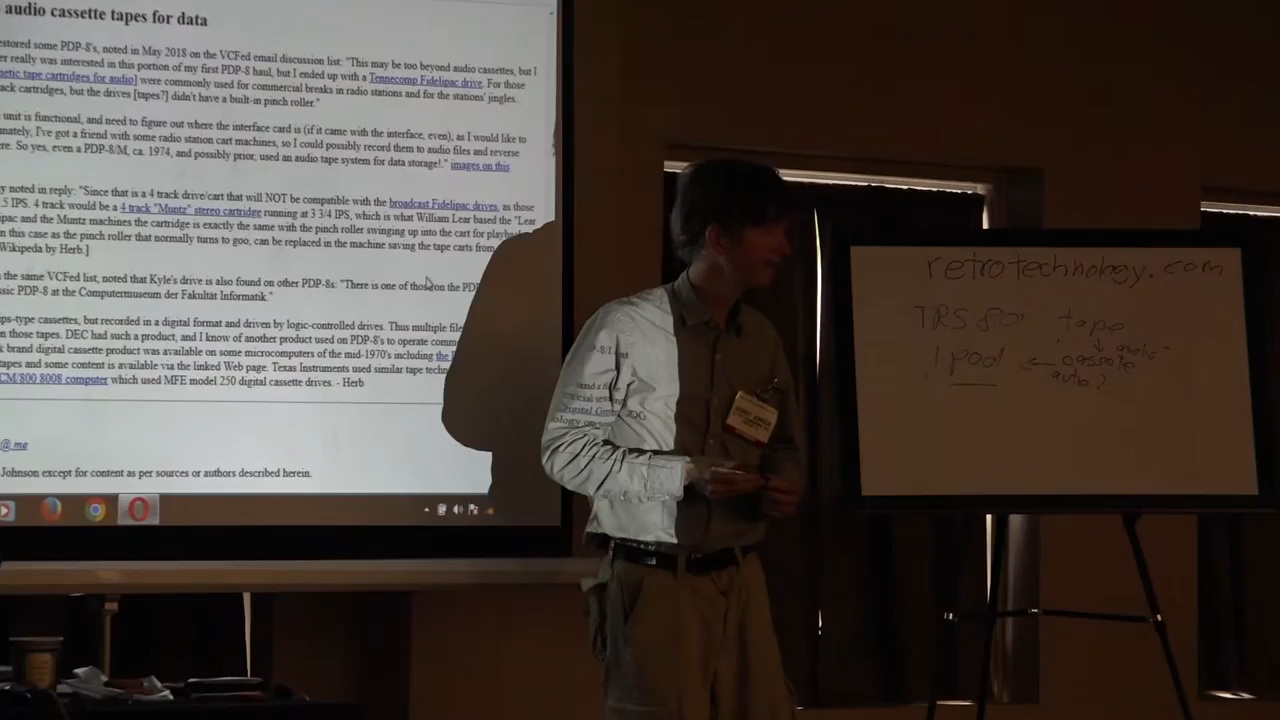 audio cassette tapes for data
estored some PDP-8's, noted in May 2018 on the VCFed email discussion list: "This may be too beyond audio cassettes, but I
er really was interested in this portion of my first PDP-8 haul, but I ended up with a Tennecomp Fidelipac drive. For those
netic tape cartridges for audio] were commonly used for commercial breaks in radio stations and for the stations' jingles.
ack cartridges, but the drives [tapes?] didn't have a built-in pinch roller."
unit is functional, and need to figure out where the interface card is (if it came with the interface, even), as I would like to
mately, I've got a friend with some radio station cart machines, so I could possibly record them to audio files and reverse
re. So yes, even a PDP-8/M, ca. 1974, and possibly prior, used an audio tape system for data storage!." images on this
y noted in reply: "Since that is a 4 track drive/cart that will NOT be compatible with the broadcast Fidelipac drives, as those
.5 IPS. 4 track would be a 4 track "Muntz" stereo cartridge running at 3 3/4 IPS, which is what William Lear based the "Lear
ipac and the Muntz machines the cartridge is exactly the same with the pinch roller swinging up into the cart for playba
n this case as the pinch roller that normally turns to goo, can be replaced in the machine saving the tape carts from
Wikipeda by Herb.]
n the same VCFed list, noted that Kyle's drive is also found on other PDP-8s: "There is one of those on the PD
ssic PDP-8 at the Computermuseum der Fakultät Informatik."
ips-type cassettes, but recorded in a digital format and driven by logic-controlled drives. Thus multiple file
n those tapes. DEC had such a product, and I know of another product used on PDP-8's to operate comm
k brand digital cassette product was available on some microcomputers of the mid-1970's including the
tapes and some content is available via the linked Web page. Texas Instruments used similar tape techn
CM/800 8008 computer which used MFE model 250 digital cassette drives. - Herb
@ me
Johnson except for content as per sources or authors described herein.
retrotechnology.com
TRS 80 tape
audio
ipod ← cassette
audio?